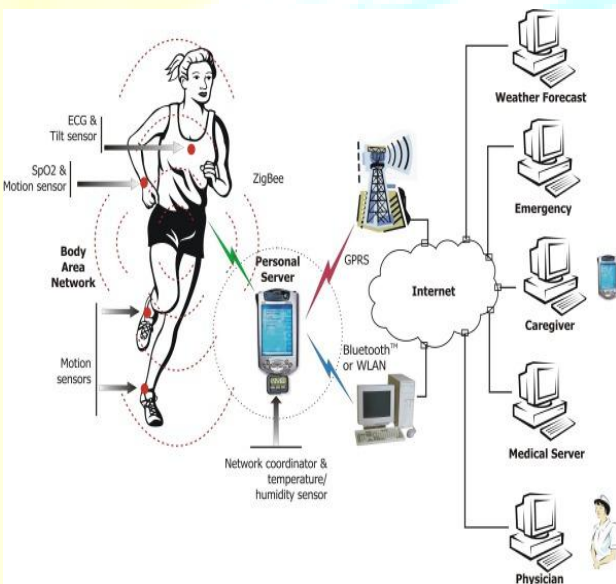 ECG &
Tilt sensor
SpO2 &
Motion sensor
ZigBee
Body
Area
Network
Motion
sensors
Personal
Server
Network coordinator &
temperature/
humidity sensor
GPRS
Bluetooth™
or WLAN
Internet
Weather Forecast
Emergency
Caregiver
Medical Server
Physician